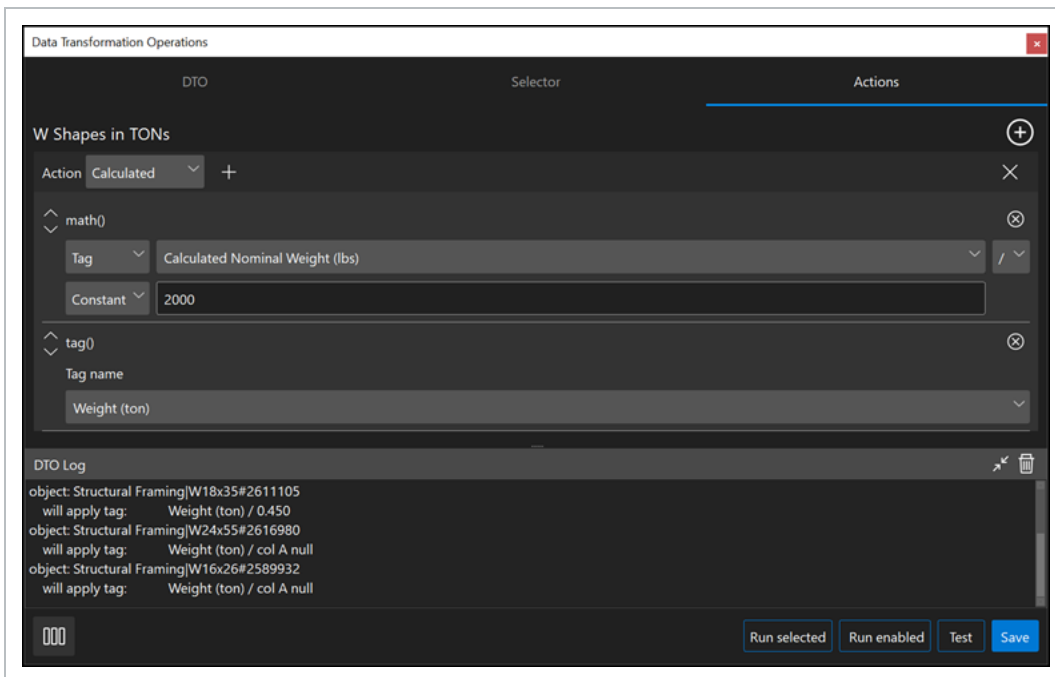 Data Transformation Operations
DTO Selector Actions
W Shapes in TONs
Action Calculated
math()
Tag Calculated Nominal Weight (lbs) /
Constant 2000
tag()
Tag name
Weight (ton)
DTO Log
object: Structural Framing|W18x35#2611105
will apply tag: Weight (ton) / 0.450
object: Structural Framing|W24x55#2616980
will apply tag: Weight (ton) / col A null
object: Structural Framing|W16x26#2589932
will apply tag: Weight (ton) / col A null
Run selected Run enabled Test Save